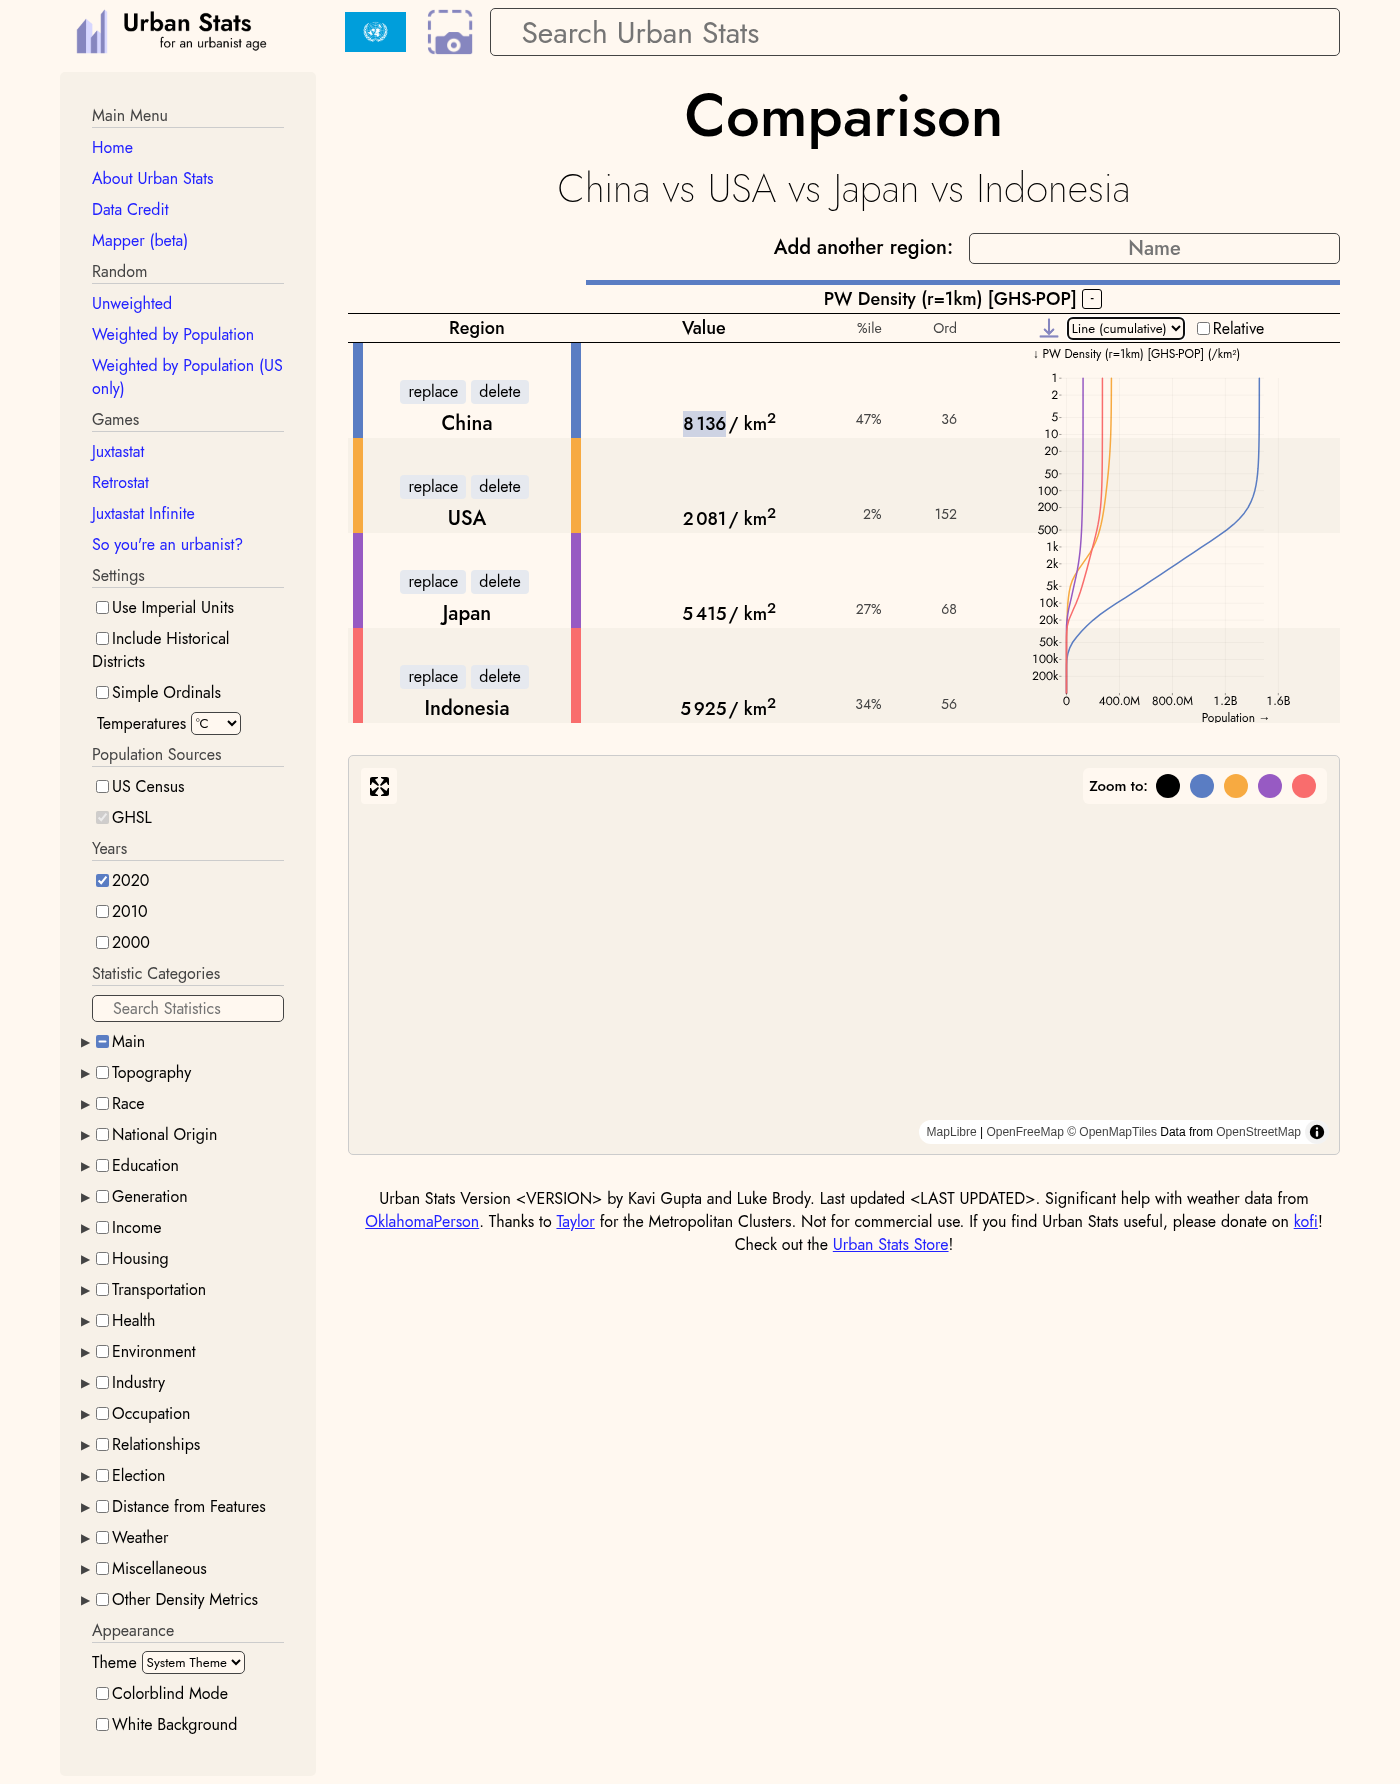 Urban Stats
for an urbanist age
Search Urban Stats
Main Menu
Home
About Urban Stats
Data Credit
Mapper (beta)
Random
Unweighted
Weighted by Population
Weighted by Population (US
only)
Games
Juxtastat
Retrostat
Juxtastat Infinite
So you're an urbanist?
Settings
Use Imperial Units
Include Historical
Districts
Simple Ordinals
Temperatures °C
Population Sources
US Census
GHSL
Years
2020
2010
2000
Statistic Categories
Search Statistics
▶ Main
▶ Topography
▶ Race
▶ National Origin
▶ Education
▶ Generation
▶ Income
▶ Housing
▶ Transportation
▶ Health
▶ Environment
▶ Industry
▶ Occupation
▶ Relationships
▶ Election
▶ Distance from Features
▶ Weather
▶ Miscellaneous
▶ Other Density Metrics
Appearance
Theme System Theme
Colorblind Mode
White Background
Comparison
China vs USA vs Japan vs Indonesia
Add another region: Name
PW Density (r=1km) [GHS-POP] -
Region Value %ile Ord Line (cumulative) Relative
replace delete
China 8 136 / km² 47% 36
replace delete
USA 2 081 / km² 2% 152
replace delete
Japan 5 415 / km² 27% 68
replace delete
Indonesia 5 925 / km² 34% 56
↓ PW Density (r=1km) [GHS-POP] (/km²)
1
2
5
10
20
50
100
200
500
1k
2k
5k
10k
20k
50k
100k
200k
0 400.0M 800.0M 1.2B 1.6B
Population →
Zoom to:
MapLibre | OpenFreeMap © OpenMapTiles Data from OpenStreetMap
Urban Stats Version <VERSION> by Kavi Gupta and Luke Brody. Last updated <LAST UPDATED>. Significant help with weather data from
OklahomaPerson. Thanks to Taylor for the Metropolitan Clusters. Not for commercial use. If you find Urban Stats useful, please donate on kofi!
Check out the Urban Stats Store!